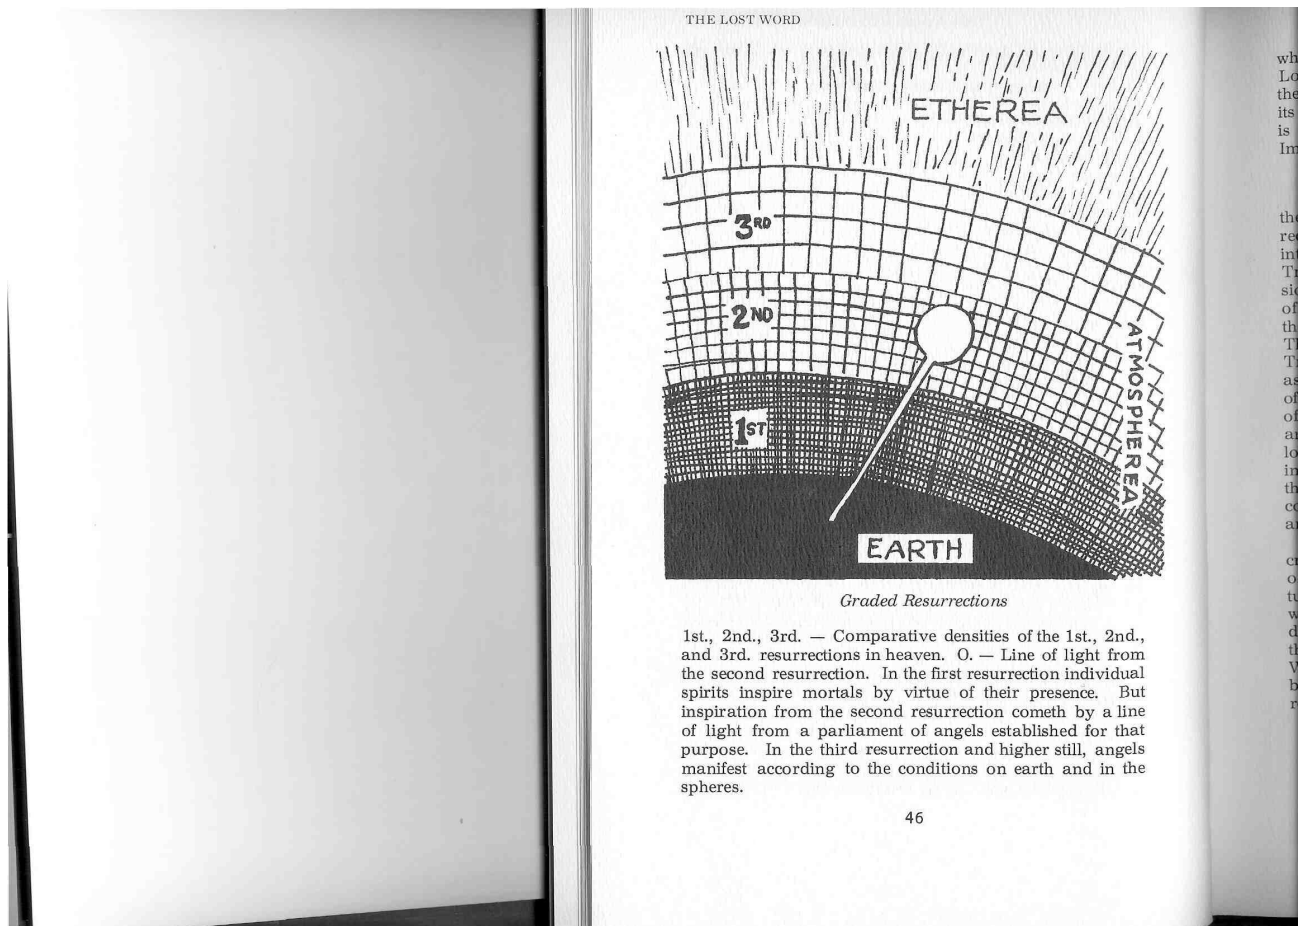 THE LOST WORD
ETHEREA
3RD
2ND
1ST
ATMOSPHEREA
EARTH
Graded Resurrections
1st., 2nd., 3rd. — Comparative densities of the 1st., 2nd.,
and 3rd. resurrections in heaven. O. — Line of light from
the second resurrection. In the first resurrection individual
spirits inspire mortals by virtue of their presence. But
inspiration from the second resurrection cometh by a line
of light from a parliament of angels established for that
purpose. In the third resurrection and higher still, angels
manifest according to the conditions on earth and in the
spheres.
46